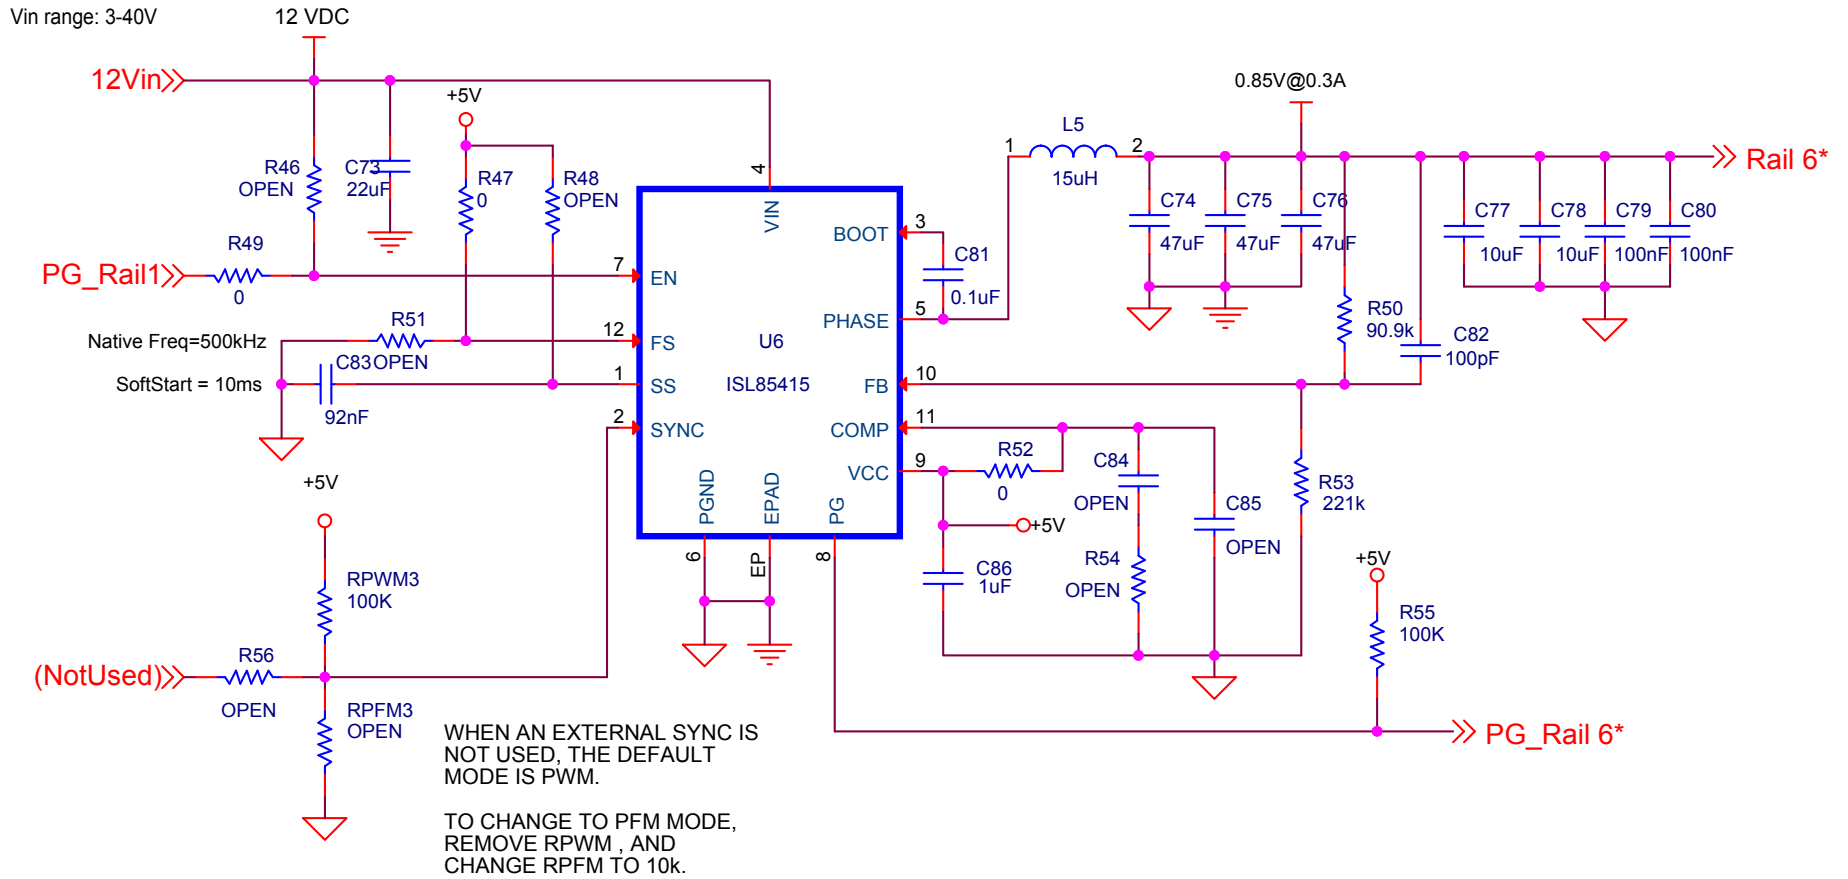 Vin range: 3-40V
12 VDC
12Vin
+5V
0.85V@0.3A
L5
1
2
15uH
Rail 6*
R46
OPEN
C73
22uF
R47
0
R48
OPEN
4
VIN
C74
47uF
C75
47uF
C76
47uF
C77
10uF
C78
10uF
C79
100nF
C80
100nF
3
BOOT
C81
0.1uF
R49
0
PG_Rail1
7
EN
5
PHASE
R50
90.9k
C82
100pF
Native Freq=500kHz
R51
OPEN
12
FS
U6
ISL85415
SoftStart = 10ms
C83
92nF
1
SS
10
FB
2
SYNC
11
COMP
9
VCC
R52
0
C84
OPEN
C85
OPEN
R53
221k
PGND
EPAD
PG
6
EP
8
+5V
+5V
C86
1uF
R54
OPEN
+5V
R55
100K
RPWM3
100K
R56
OPEN
(NotUsed)
RPFM3
OPEN
PG_Rail 6*
WHEN AN EXTERNAL SYNC IS
NOT USED, THE DEFAULT
MODE IS PWM.
TO CHANGE TO PFM MODE,
REMOVE RPWM , AND
CHANGE RPFM TO 10k.